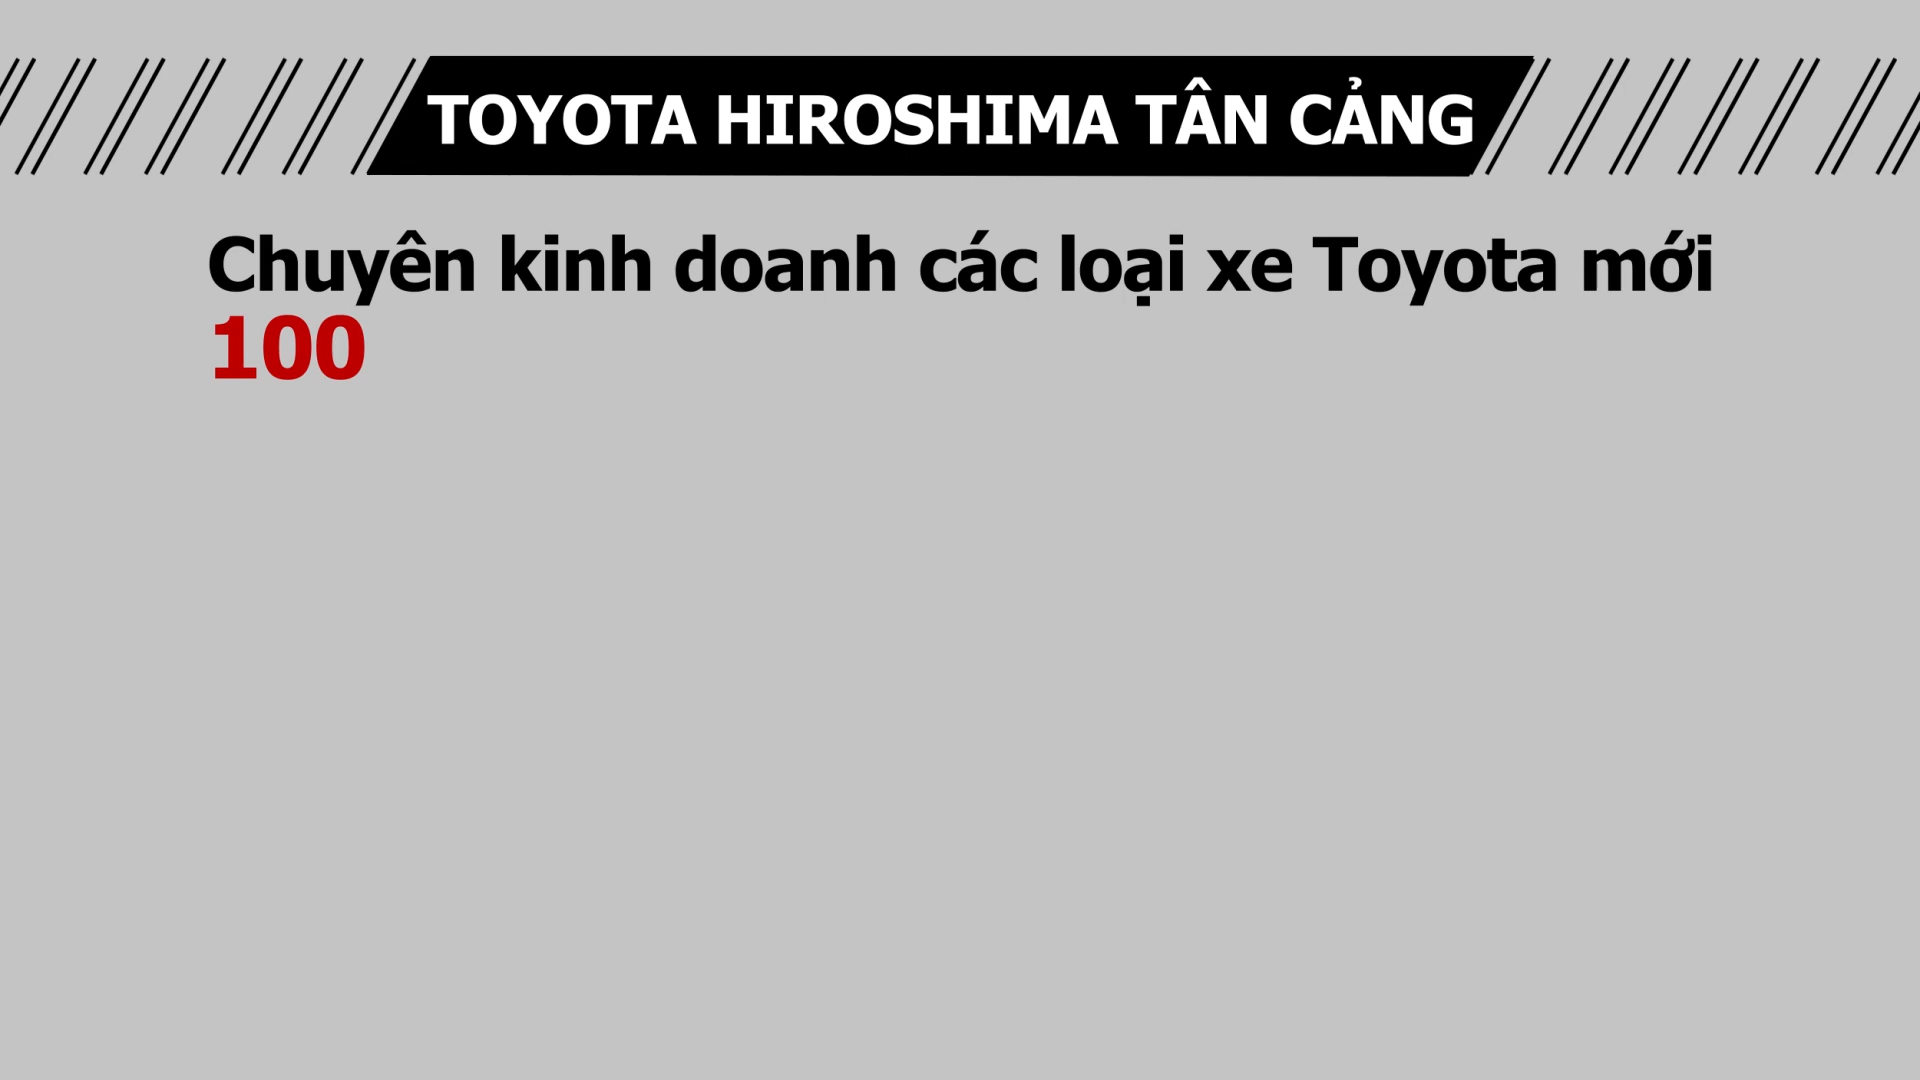 TOYOTA HIROSHIMA TÂN CẢNG
Chuyên kinh doanh các loại xe Toyota mới
100